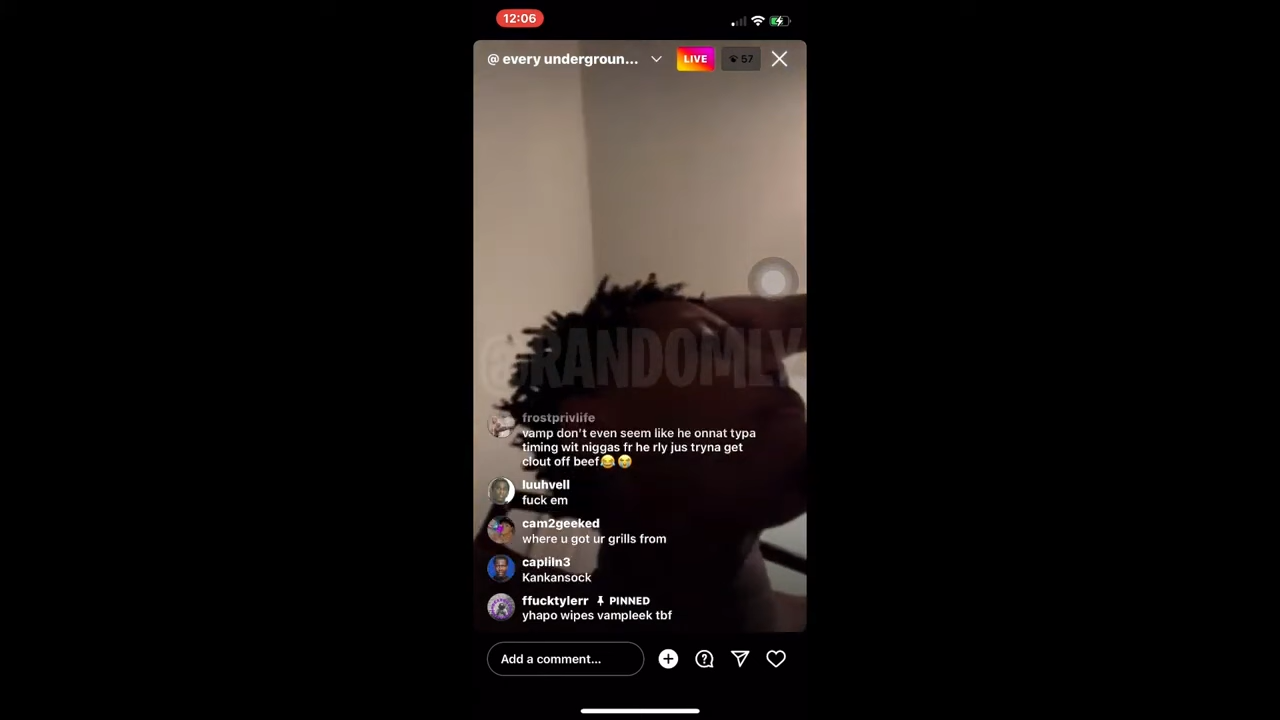 12:06
@ every undergroun...
LIVE
57
@RANDOMLY
frostprivlife
vamp don't even seem like he onnat typa
timing wit niggas fr he rly jus tryna get
clout off beef😂😂
luuhvell
fuck em
cam2geeked
where u got ur grills from
capliln3
Kankansock
ffucktylerr PINNED
yhapo wipes vampleek tbf
Add a comment...